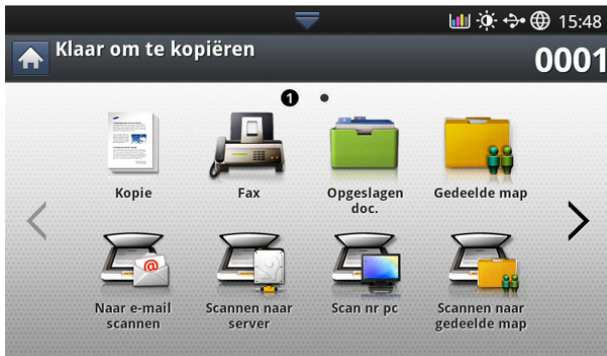 15:48
Klaar om te kopiëren
0001
1
Kopie
Fax
Opgeslagen
doc.
Gedeelde map
Naar e-mail
scannen
Scannen naar
server
Scan nr pc
Scannen naar
gedeelde map